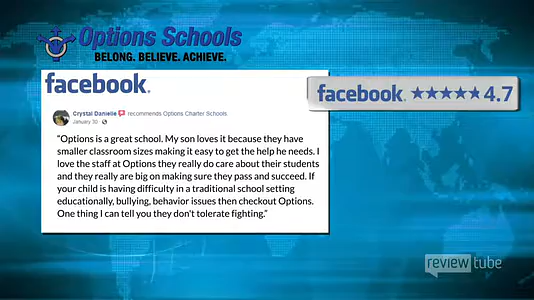 Options Schools
BELONG. BELIEVE. ACHIEVE.
facebook.
facebook. 4.7
Crystal Danielle recommends Options Charter Schools
January 30
"Options is a great school. My son loves it because they have
smaller classroom sizes making it easy to get the help he needs. I
love the staff at Options they really do care about their students
and they really are big on making sure they pass and succeed. If
your child is having difficulty in a traditional school setting
educationally, bullying, behavior issues then checkout Options.
One thing I can tell you they don't tolerate fighting."
review tube